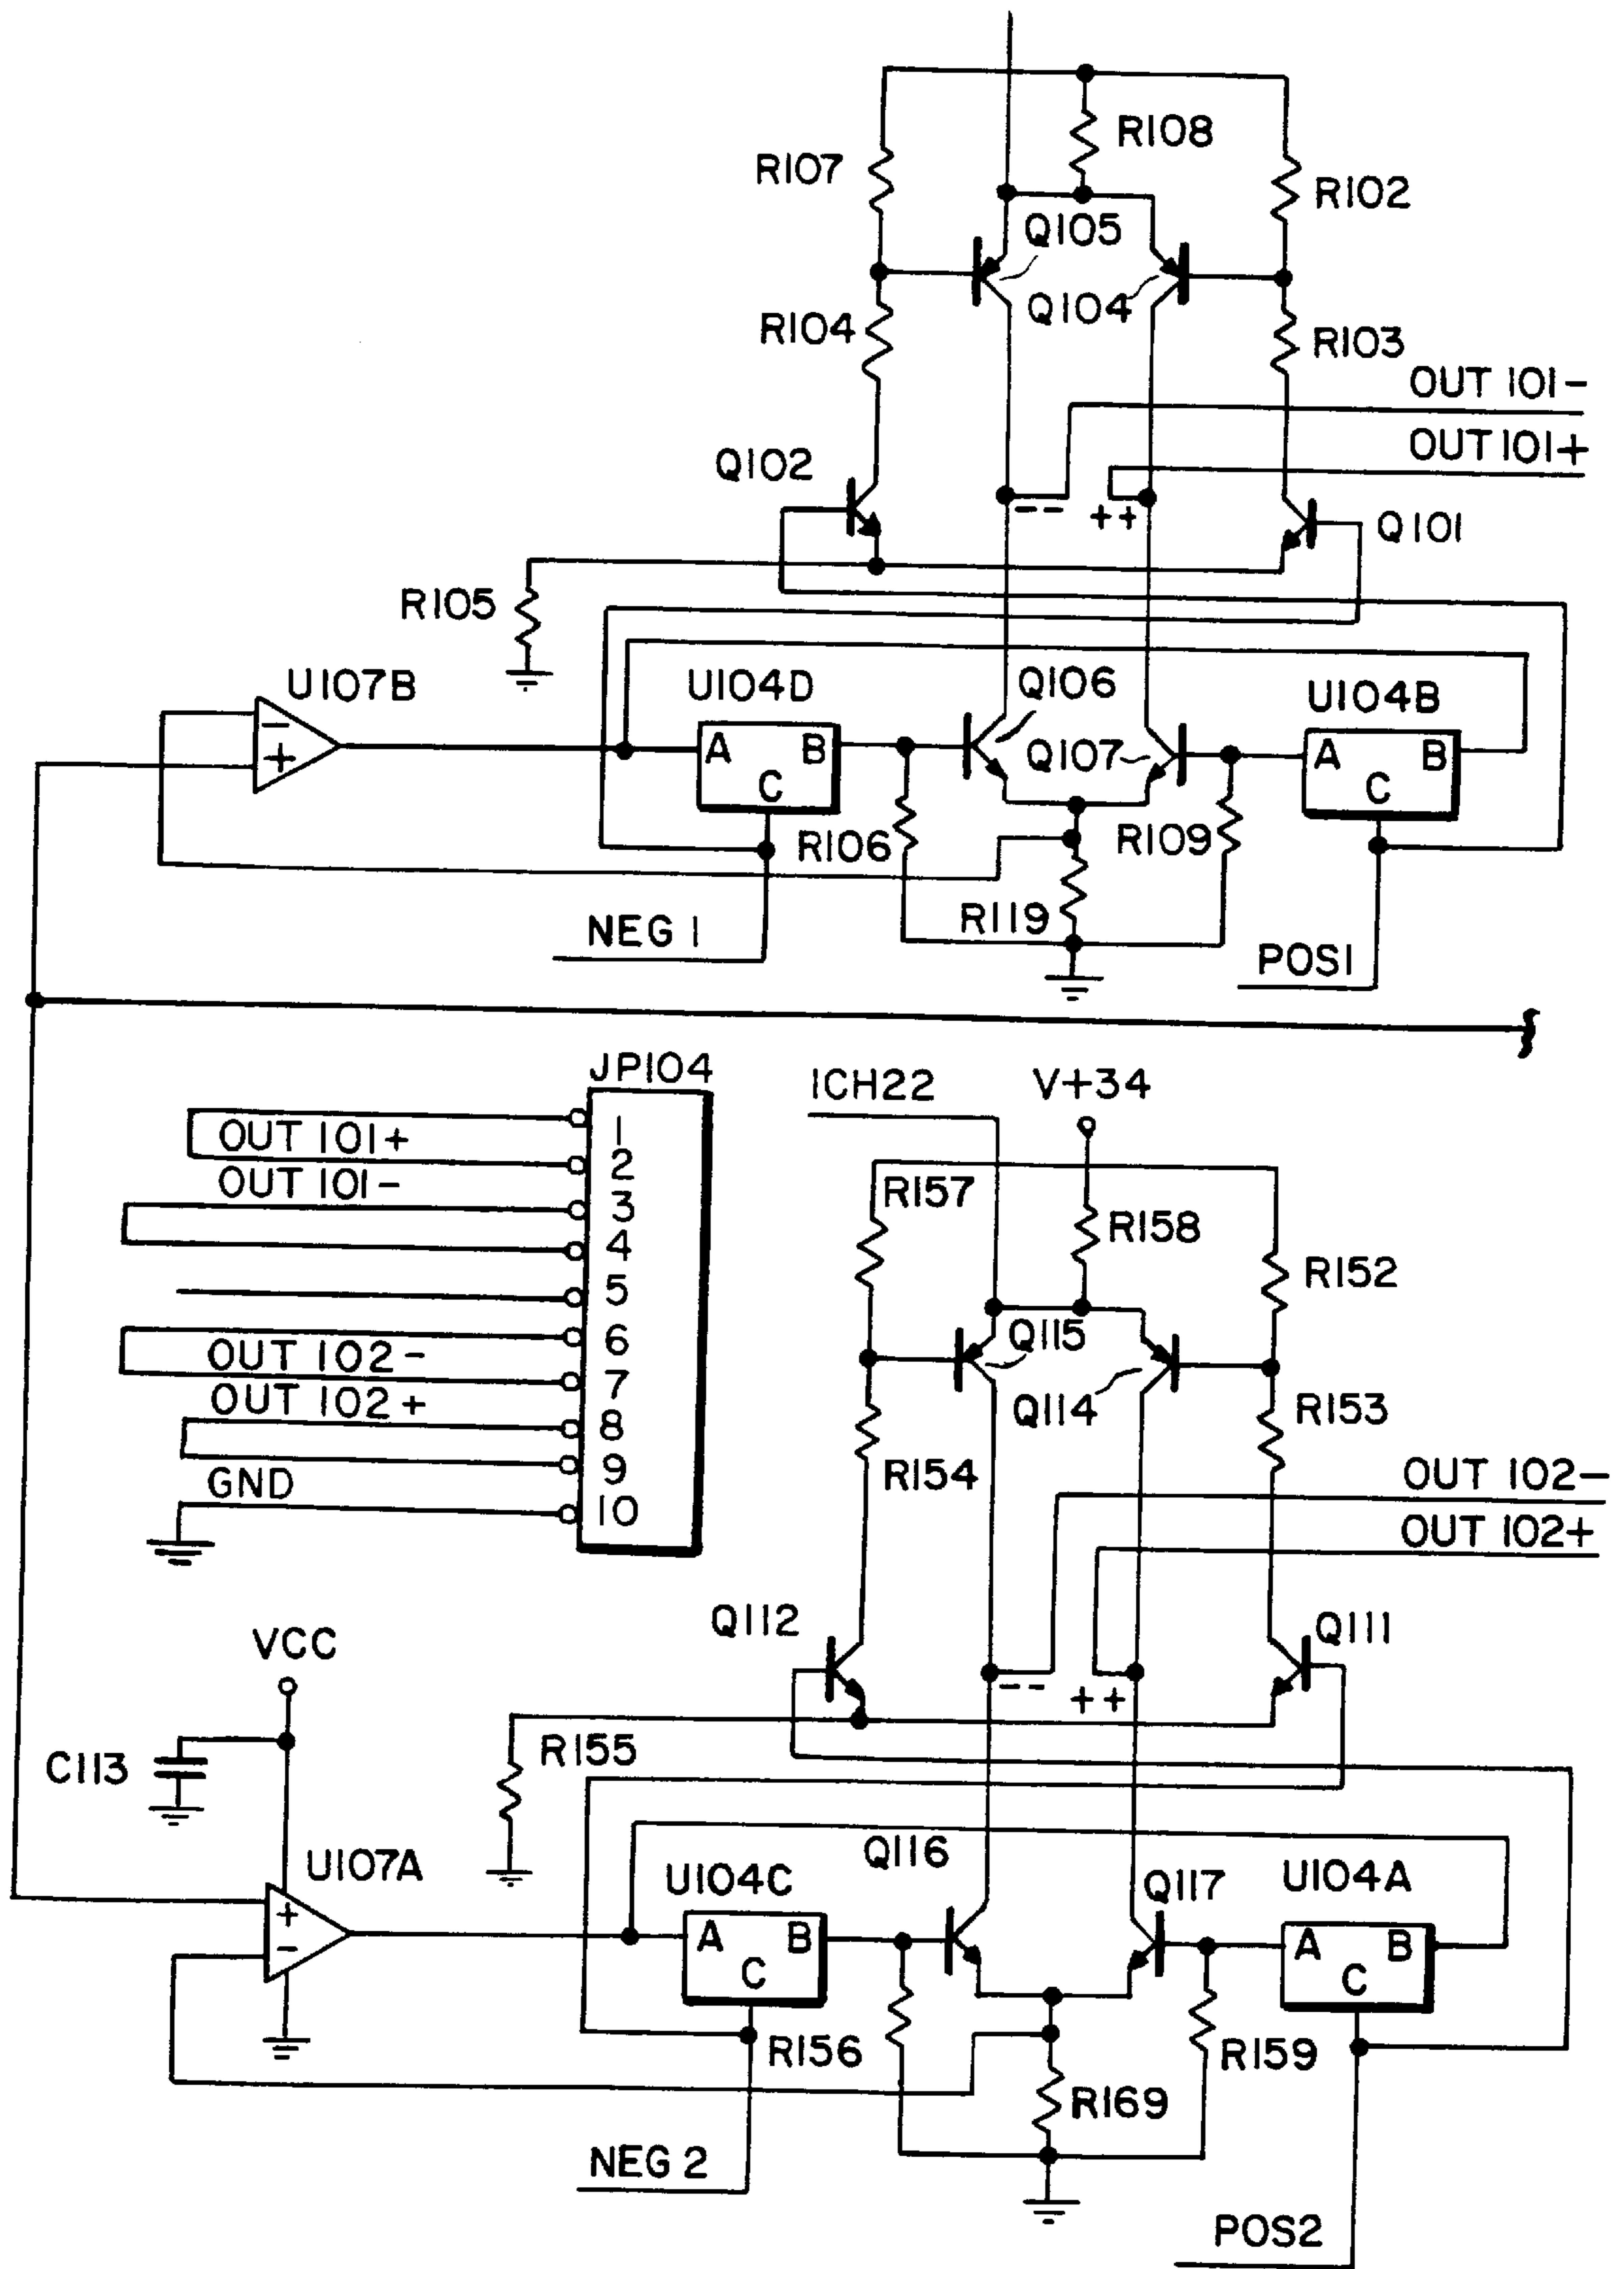 R108
R107
R102
Q105
Q104
R104
R103
OUT 101-
OUT 101+
Q102
-- ++
Q101
R105
U107B
U104D
Q106
U104B
-
+
A B
C
Q107
A B
C
R106
R109
R119
NEG 1
POS1
JP104
1CH22
V+34
OUT 101+
OUT 101-
OUT 102-
OUT 102+
GND
1
2
3
4
5
6
7
8
9
10
R157
R158
R152
Q115
Q114
R153
R154
OUT 102-
OUT 102+
Q112
Q111
-- ++
VCC
C113
R155
U107A
+
-
Q116
U104C
Q117
U104A
A B
C
A B
C
R156
R159
R169
NEG 2
POS2